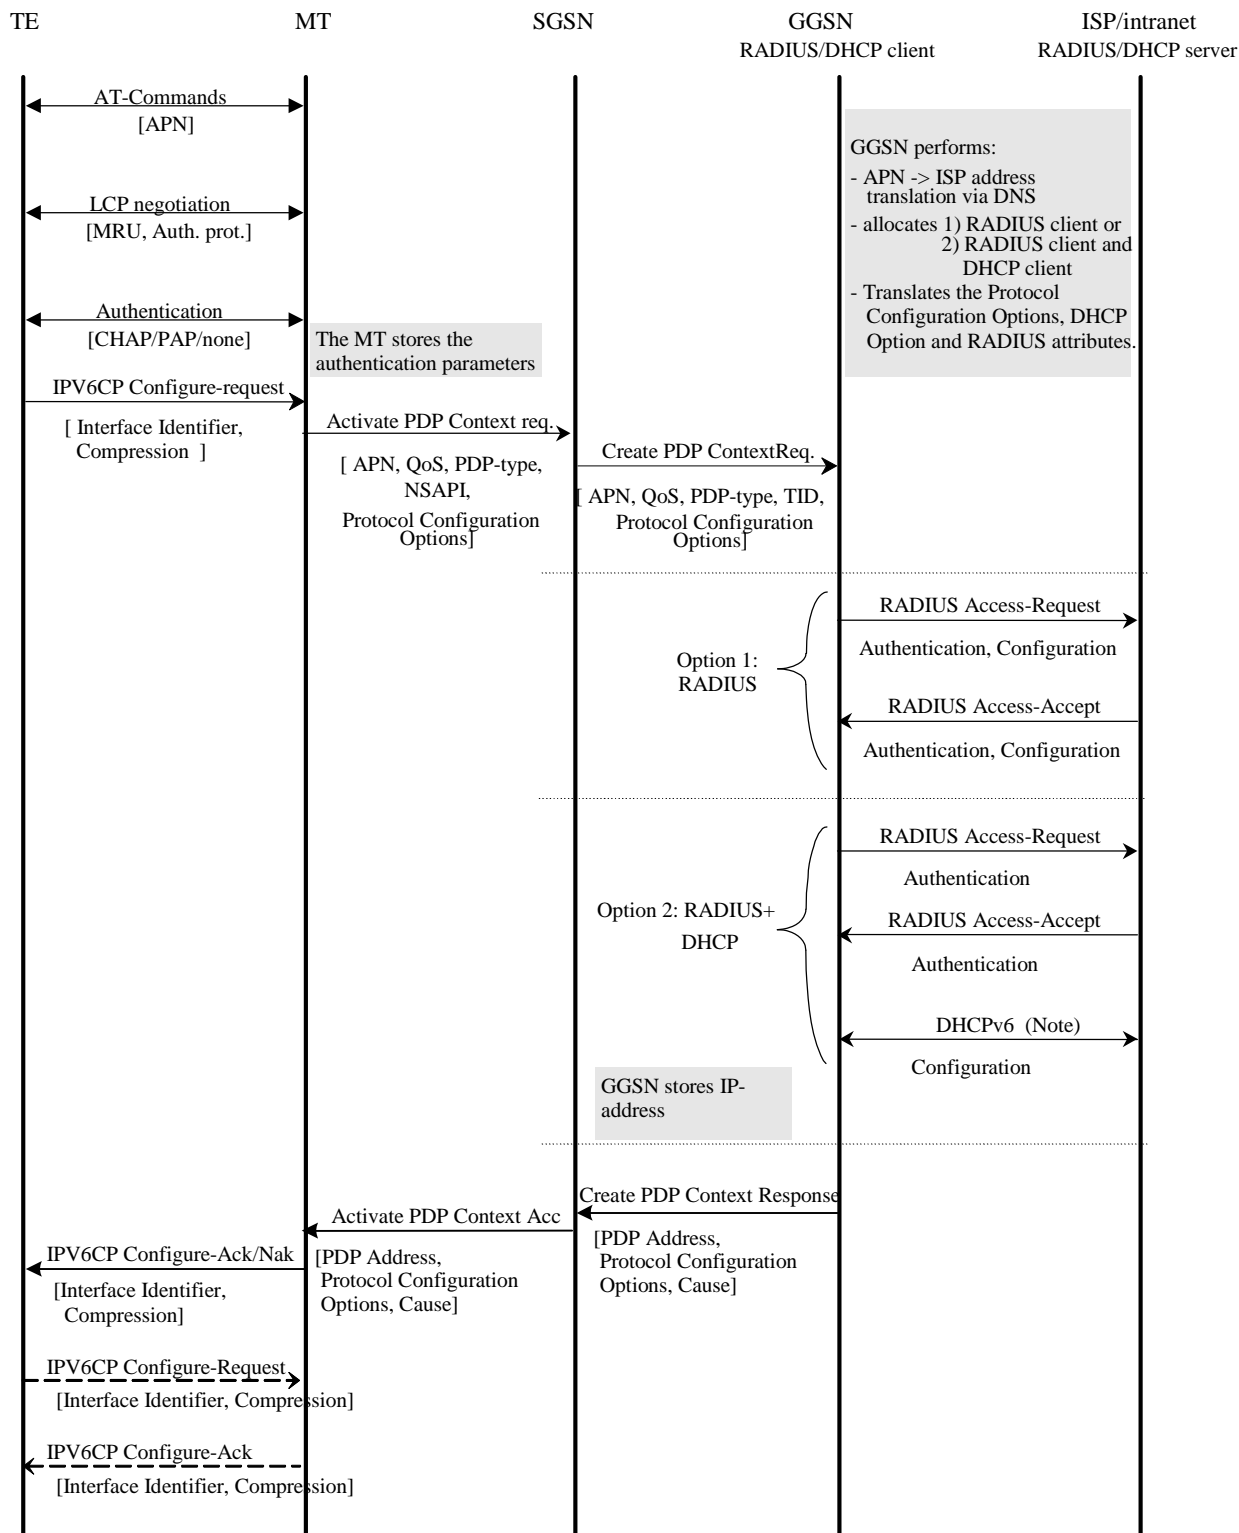 TE MT SGSN GGSN ISP/intranet
RADIUS/DHCP client RADIUS/DHCP server
AT-Commands
[APN]
GGSN performs:
- APN -> ISP address
translation via DNS
- allocates 1) RADIUS client or
2) RADIUS client and
DHCP client
- Translates the Protocol
Configuration Options, DHCP
Option and RADIUS attributes.
LCP negotiation
[MRU, Auth. prot.]
Authentication
[CHAP/PAP/none]
The MT stores the
authentication parameters
IPV6CP Configure-request
[ Interface Identifier,
Compression ]
Activate PDP Context req.
[ APN, QoS, PDP-type,
NSAPI,
Protocol Configuration
Options]
Create PDP ContextReq.
[ APN, QoS, PDP-type, TID,
Protocol Configuration
Options]
RADIUS Access-Request
Authentication, Configuration
Option 1:
RADIUS
RADIUS Access-Accept
Authentication, Configuration
RADIUS Access-Request
Authentication
Option 2: RADIUS+
DHCP
RADIUS Access-Accept
Authentication
DHCPv6 (Note)
Configuration
GGSN stores IP-
address
Create PDP Context Response
[PDP Address,
Protocol Configuration
Options, Cause]
Activate PDP Context Acc
[PDP Address,
Protocol Configuration
Options, Cause]
IPV6CP Configure-Ack/Nak
[Interface Identifier,
Compression]
IPV6CP Configure-Request
[Interface Identifier, Compression]
IPV6CP Configure-Ack
[Interface Identifier, Compression]